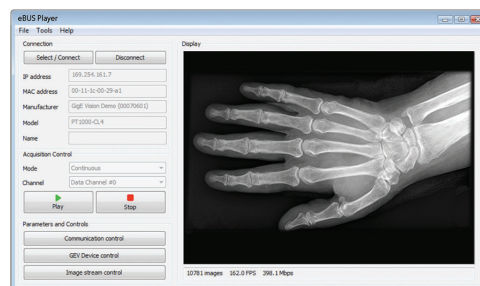 eBUS Player
File Tools Help
Connection
Select / Connect
Disconnect
IP address 169.254.161.7
MAC address 00-11-1c-00-29-a1
Manufacturer GigE Vision Demo (00070601)
Model PT1000-CL4
Name
Acquisition Control
Mode Continuous
Channel Data Channel #0
Play
Stop
Parameters and Controls
Communication control
GEV Device control
Image stream control
Display
10781 images 162.0 FPS 398.1 Mbps